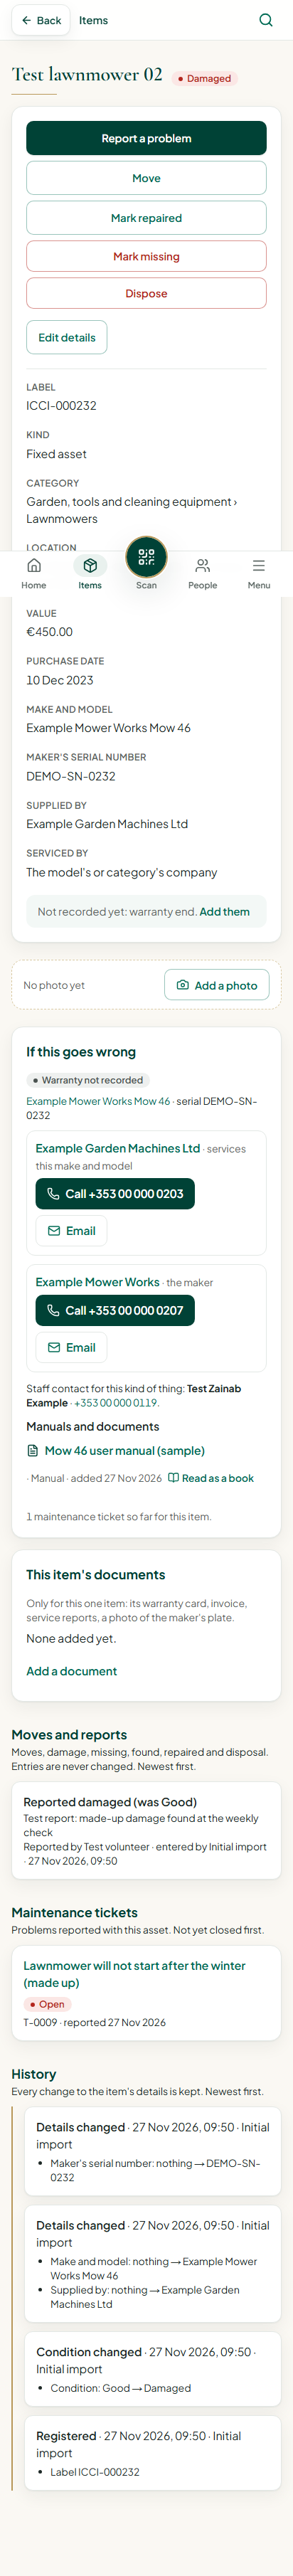 Back
Items
Test lawnmower 02
Damaged
Report a problem
Move
Mark repaired
Mark missing
Dispose
Edit details
LABEL
ICCI-000232
KIND
Fixed asset
CATEGORY
Garden, tools and cleaning equipment ›
Lawnmowers
LOCATION
Home
Items
Scan
People
Menu
VALUE
€450.00
PURCHASE DATE
10 Dec 2023
MAKE AND MODEL
Example Mower Works Mow 46
MAKER'S SERIAL NUMBER
DEMO-SN-0232
SUPPLIED BY
Example Garden Machines Ltd
SERVICED BY
The model's or category's company
Not recorded yet: warranty end. Add them
No photo yet
Add a photo
If this goes wrong
Warranty not recorded
Example Mower Works Mow 46 · serial DEMO-SN-
0232
Example Garden Machines Ltd · services
this make and model
Call +353 00 000 0203
Email
Example Mower Works · the maker
Call +353 00 000 0207
Email
Staff contact for this kind of thing: Test Zainab
Example · +353 00 000 0119.
Manuals and documents
Mow 46 user manual (sample)
· Manual · added 27 Nov 2026 Read as a book
1 maintenance ticket so far for this item.
This item's documents
Only for this one item: its warranty card, invoice,
service reports, a photo of the maker's plate.
None added yet.
Add a document
Moves and reports
Moves, damage, missing, found, repaired and disposal.
Entries are never changed. Newest first.
Reported damaged (was Good)
Test report: made-up damage found at the weekly
check
Reported by Test volunteer · entered by Initial import
· 27 Nov 2026, 09:50
Maintenance tickets
Problems reported with this asset. Not yet closed first.
Lawnmower will not start after the winter
(made up)
Open
T-0009 · reported 27 Nov 2026
History
Every change to the item's details is kept. Newest first.
Details changed · 27 Nov 2026, 09:50 · Initial
import
• Maker's serial number: nothing → DEMO-SN-
0232
Details changed · 27 Nov 2026, 09:50 · Initial
import
• Make and model: nothing → Example Mower
Works Mow 46
• Supplied by: nothing → Example Garden
Machines Ltd
Condition changed · 27 Nov 2026, 09:50 ·
Initial import
• Condition: Good → Damaged
Registered · 27 Nov 2026, 09:50 · Initial
import
• Label ICCI-000232